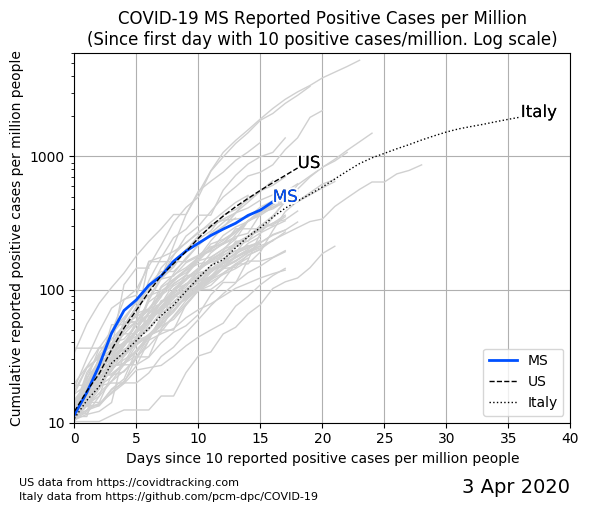 COVID-19 MS Reported Positive Cases per Million
(Since first day with 10 positive cases/million. Log scale)
Cumulative reported positive cases per million people
1000
100
10
Italy
US
MS
MS
US
Italy
0 5 10 15 20 25 30 35 40
Days since 10 reported positive cases per million people
US data from https://covidtracking.com
Italy data from https://github.com/pcm-dpc/COVID-19
3 Apr 2020